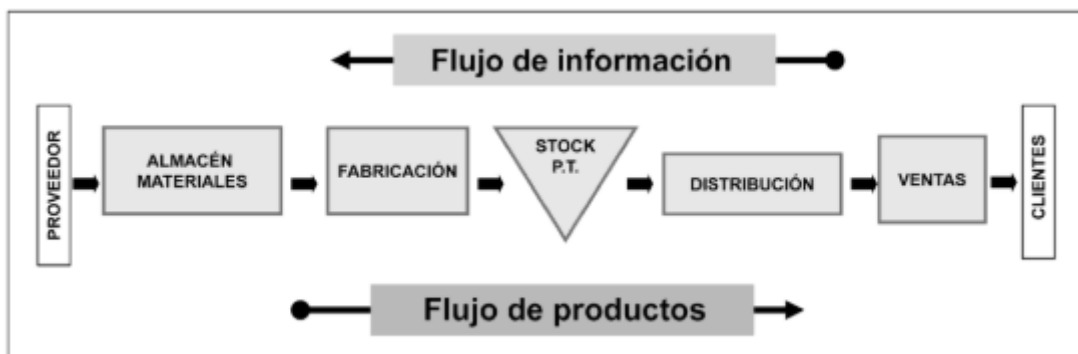 Flujo de información
PROVEEDOR
ALMACÉN
MATERIALES
FABRICACIÓN
STOCK
P.T.
DISTRIBUCIÓN
VENTAS
CLIENTES
Flujo de productos